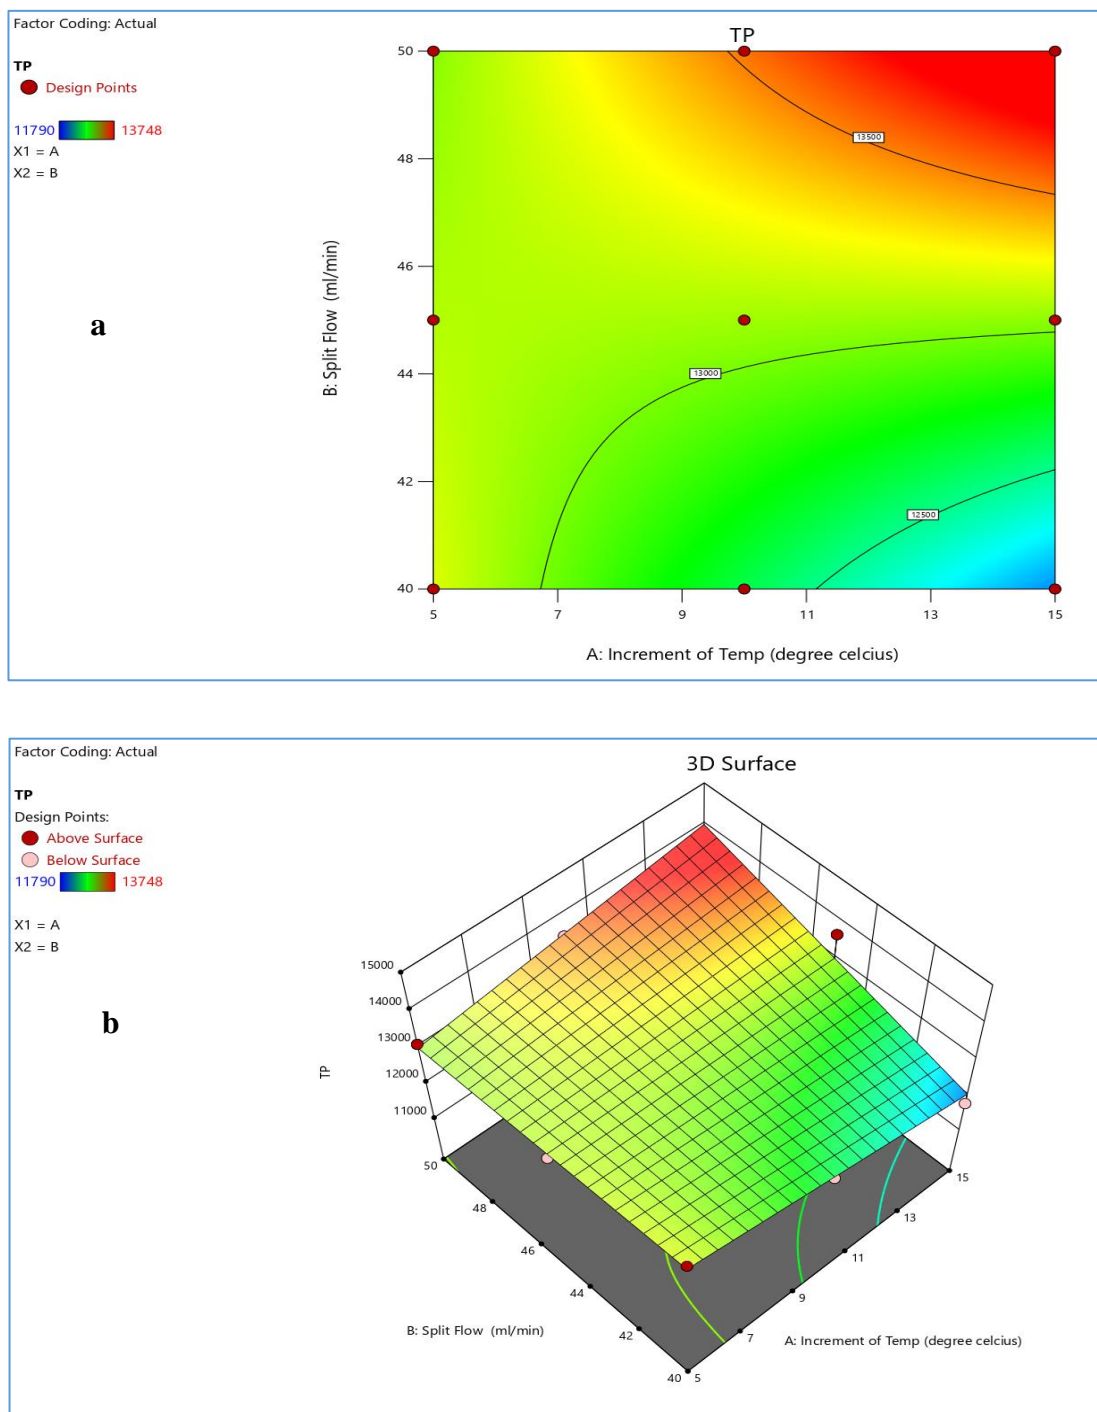 Factor Coding: Actual
TP
Design Points
11790 13748
X1 = A
X2 = B
a
TP
50
48
46
44
42
40
B: Split Flow (ml/min)
13500
13000
12500
5 7 9 11 13 15
A: Increment of Temp (degree celcius)
Factor Coding: Actual
TP
Design Points:
Above Surface
Below Surface
11790 13748
X1 = A
X2 = B
b
3D Surface
15000
14000
13000
12000
11000
TP
50
48
46
44
42
40
B: Split Flow (ml/min)
15
13
11
9
7
5
A: Increment of Temp (degree celcius)